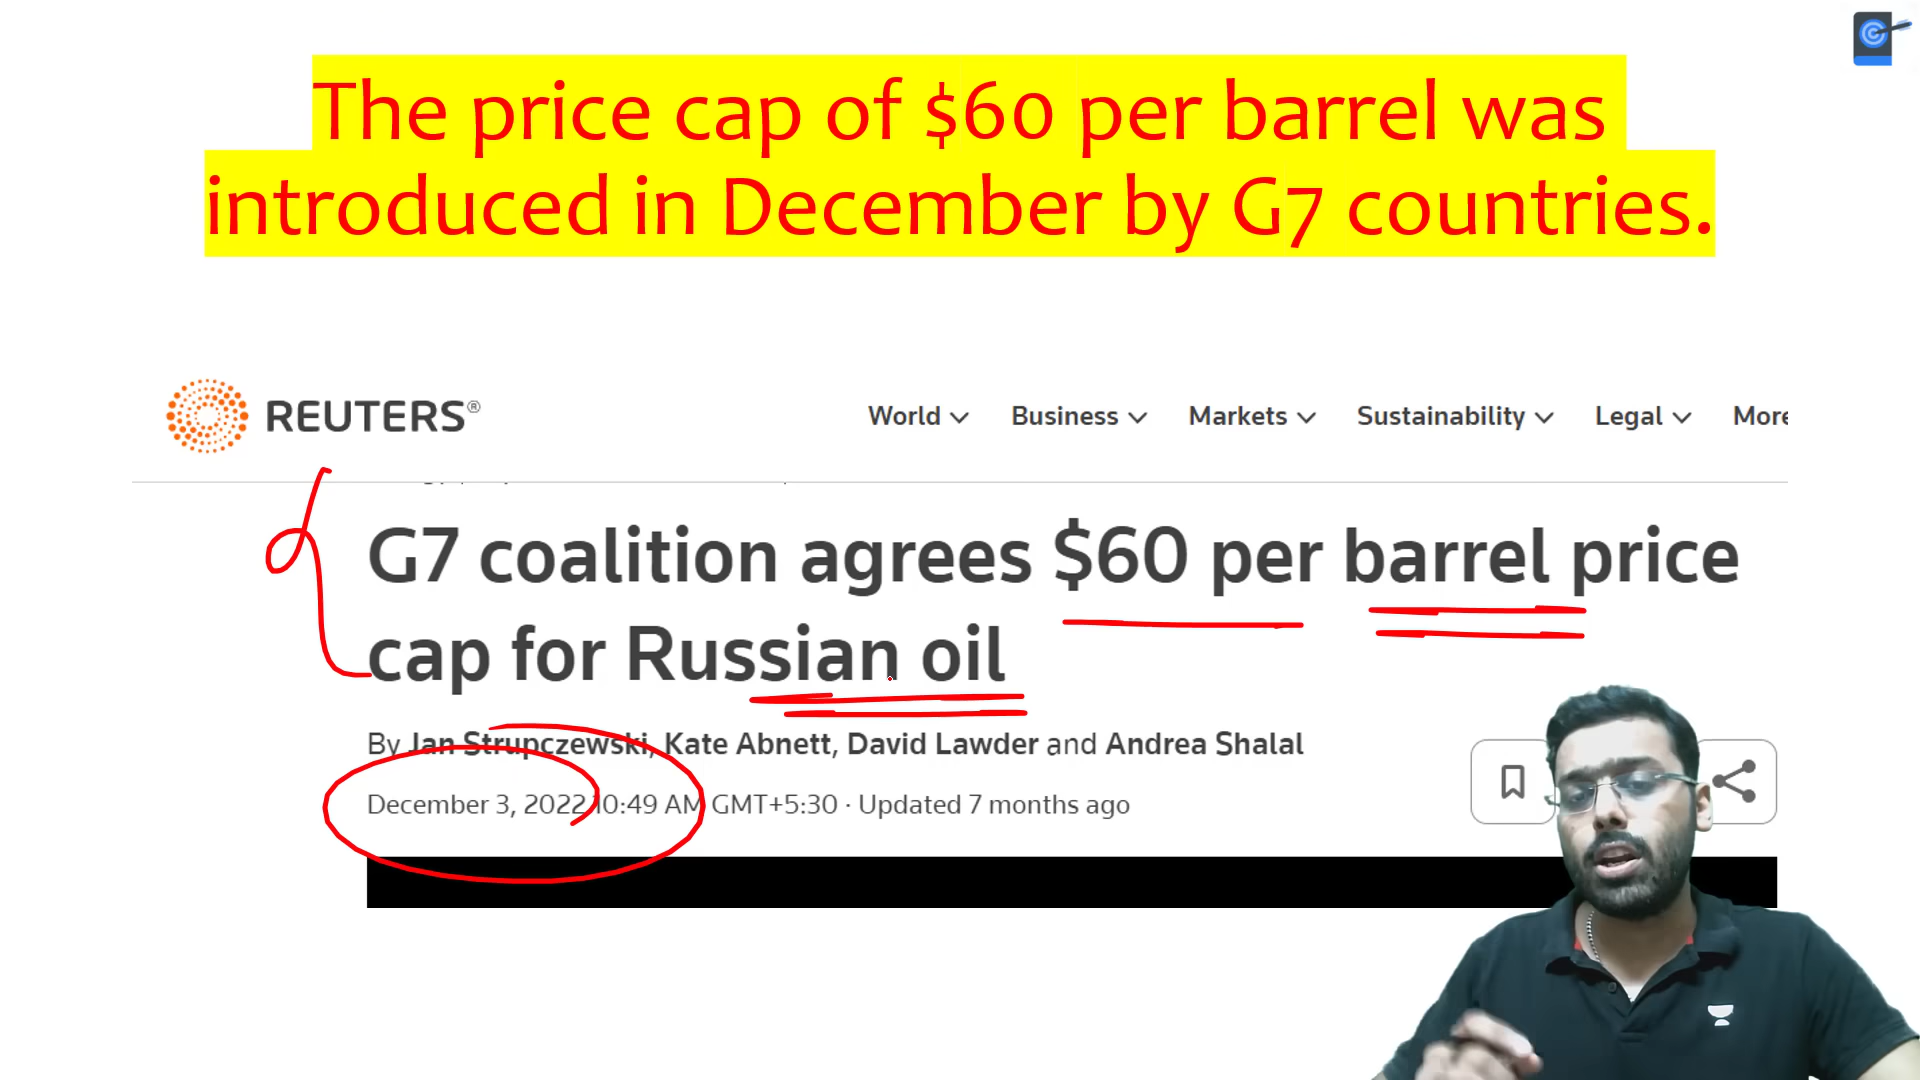 The price cap of $60 per barrel was
introduced in December by G7 countries.
REUTERS®
World Business Markets Sustainability Legal More
G7 coalition agrees $60 per barrel price
cap for Russian oil
By Jan Strupczewski, Kate Abnett, David Lawder and Andrea Shalal
December 3, 2022 10:49 AM GMT+5:30 · Updated 7 months ago